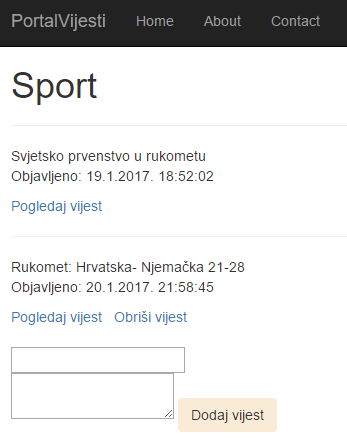 PortalVijesti Home About Contact
Sport
Svjetsko prvenstvo u rukometu
Objavljeno: 19.1.2017. 18:52:02
Pogledaj vijest
Rukomet: Hrvatska- Njemačka 21-28
Objavljeno: 20.1.2017. 21:58:45
Pogledaj vijest Obriši vijest
Dodaj vijest